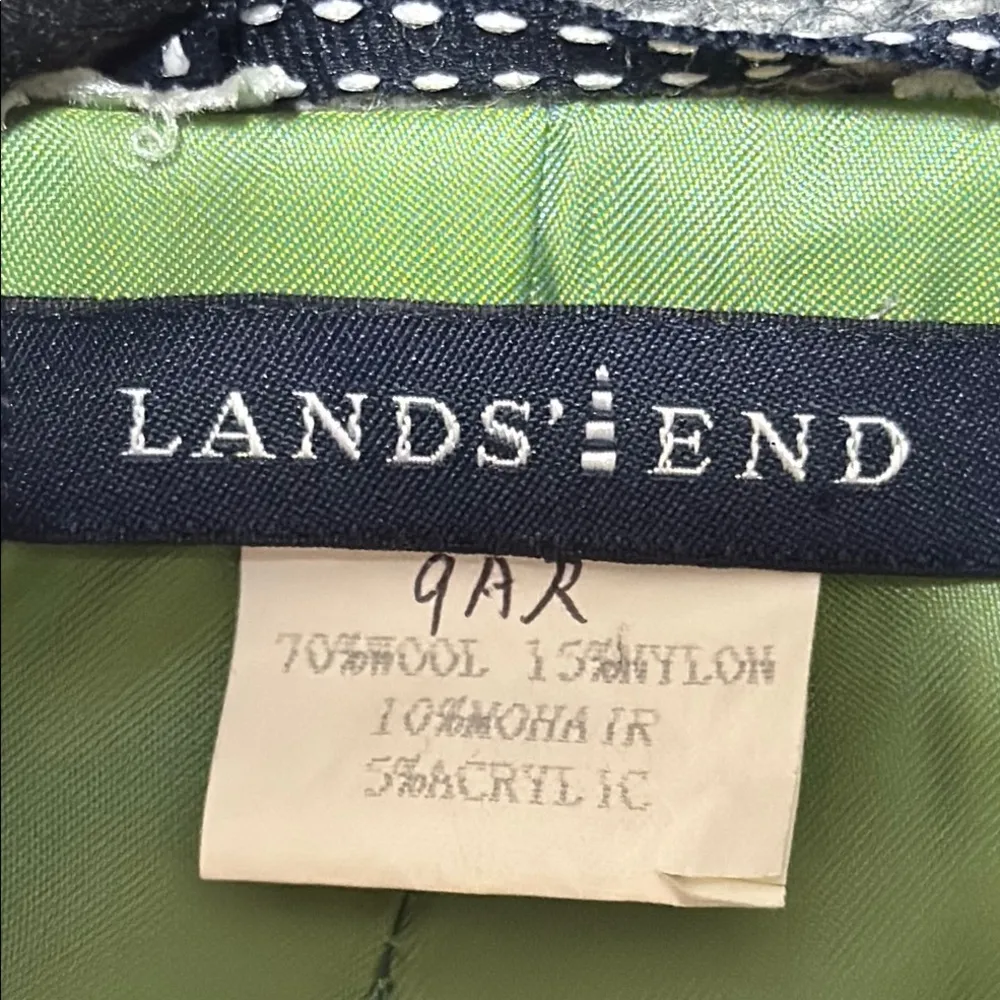 LANDS' END
9AR
70%WOOL 15%NYLON
10%MOHAIR
5%ACRYLIC